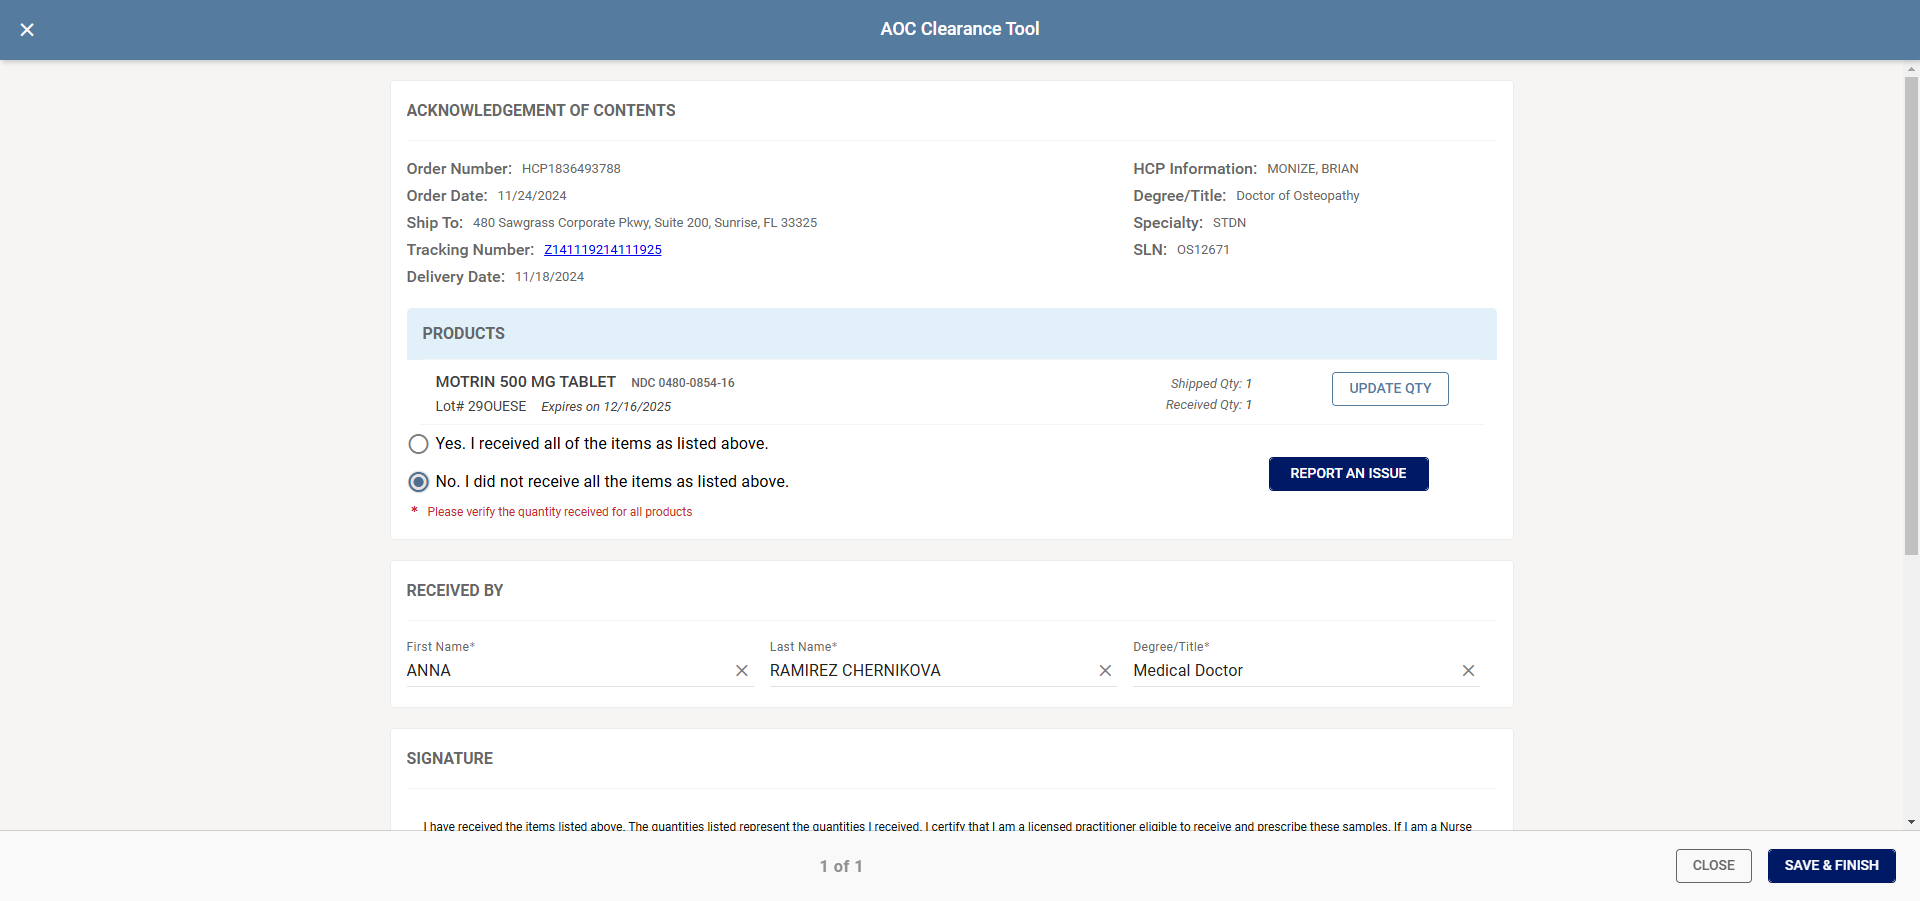 AOC Clearance Tool
ACKNOWLEDGEMENT OF CONTENTS
Order Number: HCP1836493788
Order Date: 11/24/2024
Ship To: 480 Sawgrass Corporate Pkwy, Suite 200, Sunrise, FL 33325
Tracking Number: Z141119214111925
Delivery Date: 11/18/2024
HCP Information: MONIZE, BRIAN
Degree/Title: Doctor of Osteopathy
Specialty: STDN
SLN: OS12671
PRODUCTS
MOTRIN 500 MG TABLET NDC 0480-0854-16
Lot# 29OUESE Expires on 12/16/2025
Shipped Qty: 1
Received Qty: 1
UPDATE QTY
Yes. I received all of the items as listed above.
No. I did not receive all the items as listed above.
* Please verify the quantity received for all products
REPORT AN ISSUE
RECEIVED BY
First Name* Last Name* Degree/Title*
ANNA RAMIREZ CHERNIKOVA Medical Doctor
SIGNATURE
I have received the items listed above. The quantities listed represent the quantities I received. I certify that I am a licensed practitioner eligible to receive and prescribe these samples. If I am a Nurse
1 of 1
CLOSE
SAVE & FINISH